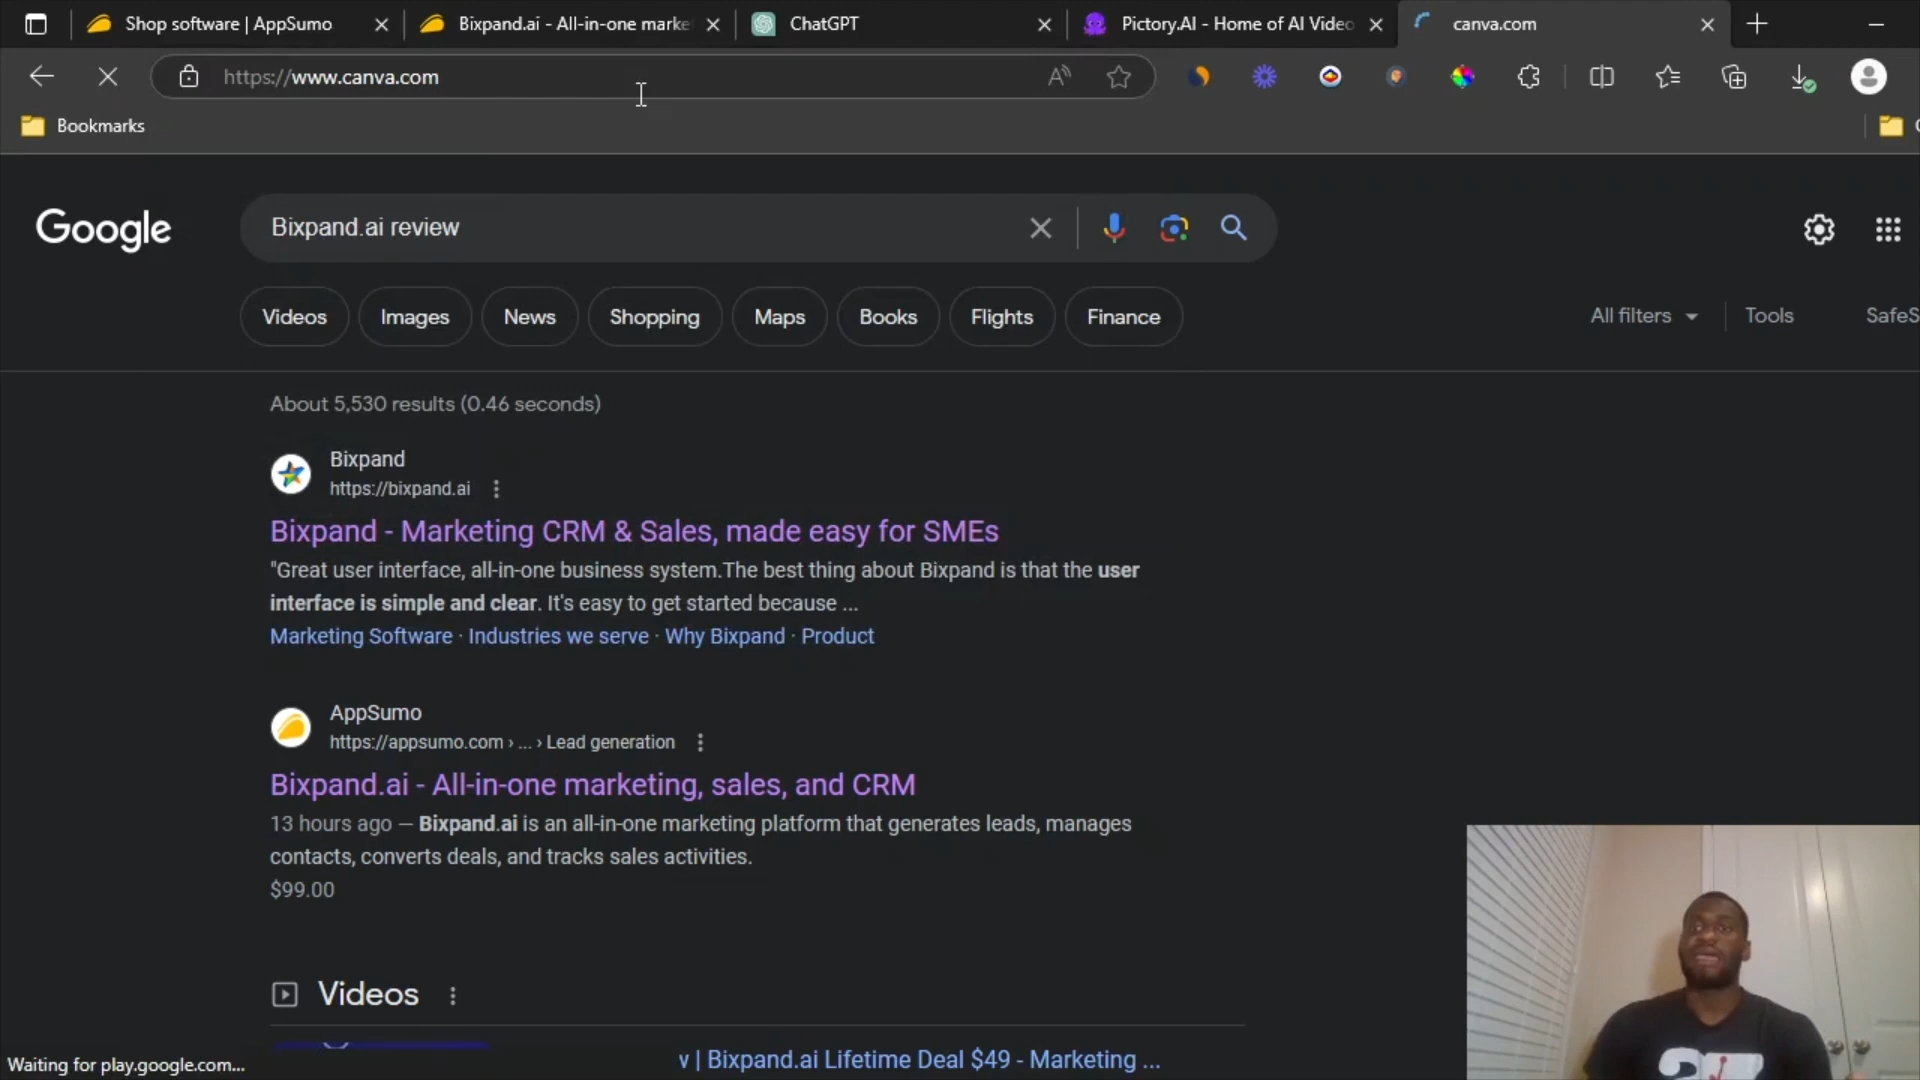 Shop software | AppSumo
Bixpand.ai - All-in-one marke
ChatGPT
Pictory.AI - Home of AI Video
canva.com
https://www.canva.com
Bookmarks
Google
Bixpand.ai review
Videos
Images
News
Shopping
Maps
Books
Flights
Finance
All filters
Tools
SafeS
About 5,530 results (0.46 seconds)
Bixpand
https://bixpand.ai
Bixpand - Marketing CRM & Sales, made easy for SMEs
"Great user interface, all-in-one business system.The best thing about Bixpand is that the user
interface is simple and clear. It's easy to get started because ...
Marketing Software · Industries we serve · Why Bixpand · Product
AppSumo
https://appsumo.com › ... › Lead generation
Bixpand.ai - All-in-one marketing, sales, and CRM
13 hours ago — Bixpand.ai is an all-in-one marketing platform that generates leads, manages
contacts, converts deals, and tracks sales activities.
$99.00
Videos
| Bixpand.ai Lifetime Deal $49 - Marketing ...
Waiting for play.google.com...